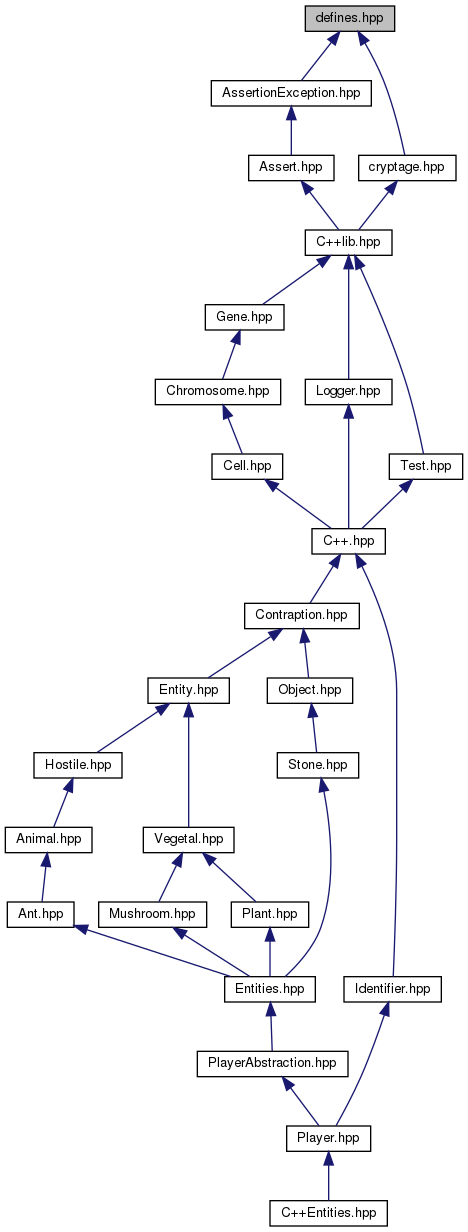 defines.hpp
AssertionException.hpp
Assert.hpp
cryptage.hpp
C++lib.hpp
Gene.hpp
Chromosome.hpp
Logger.hpp
Cell.hpp
Test.hpp
C++.hpp
Contraption.hpp
Entity.hpp
Object.hpp
Hostile.hpp
Stone.hpp
Animal.hpp
Vegetal.hpp
Ant.hpp
Mushroom.hpp
Plant.hpp
Entities.hpp
Identifier.hpp
PlayerAbstraction.hpp
Player.hpp
C++Entities.hpp